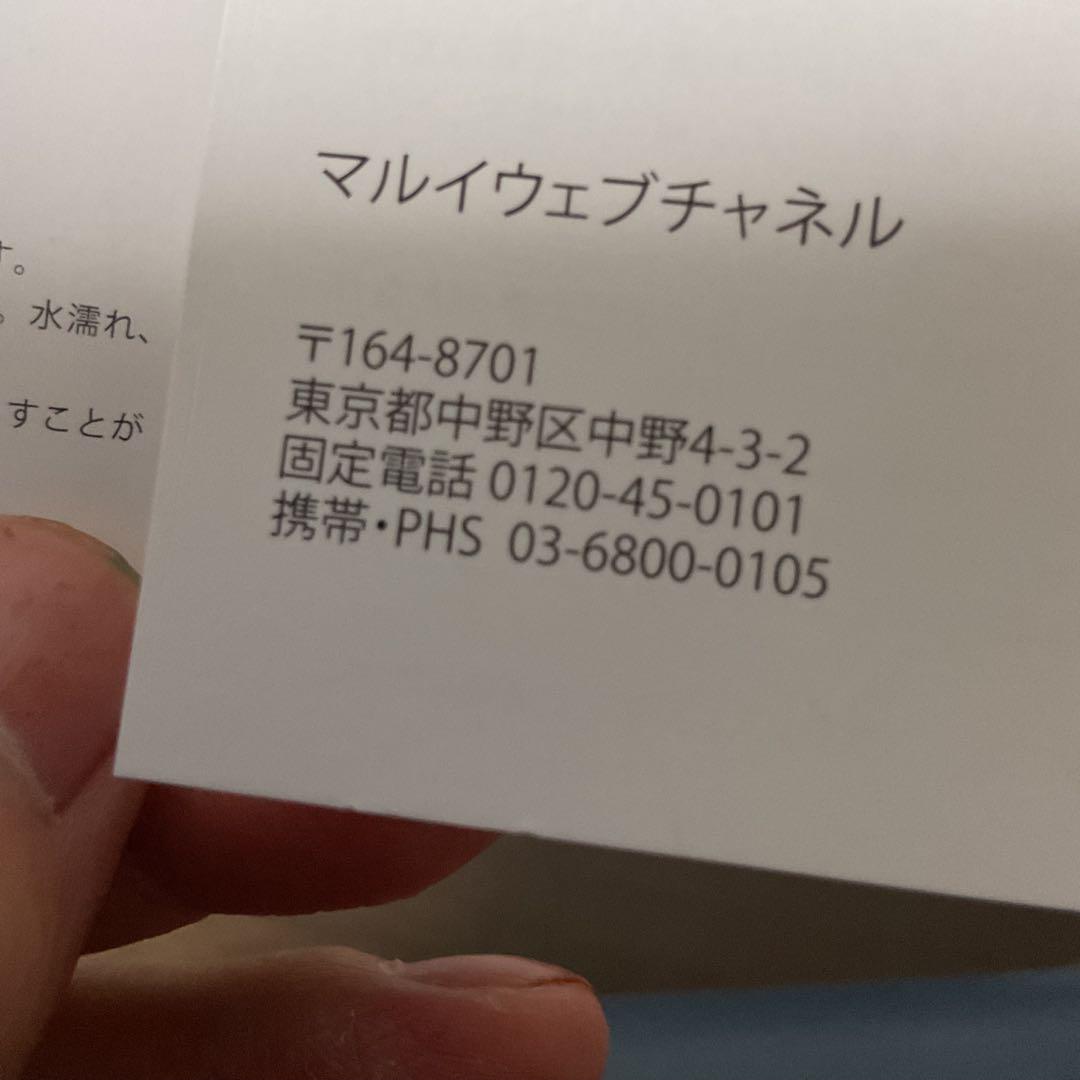 す。
。水濡れ、
すことが
マルイウェブチャネル
〒164-8701
東京都中野区中野4-3-2
固定電話 0120-45-0101
携帯・PHS 03-6800-0105